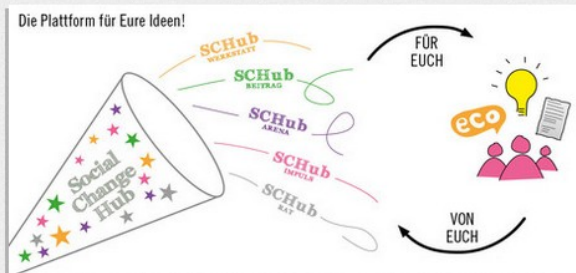 Die Plattform für Eure Ideen!
SCHub
WERKSTATT
SCHub
BEITRAG
SCHub
ARENA
SCHub
IMPULS
SCHub
RAT
Social
Change
Hub
FÜR
EUCH
eco
VON
EUCH